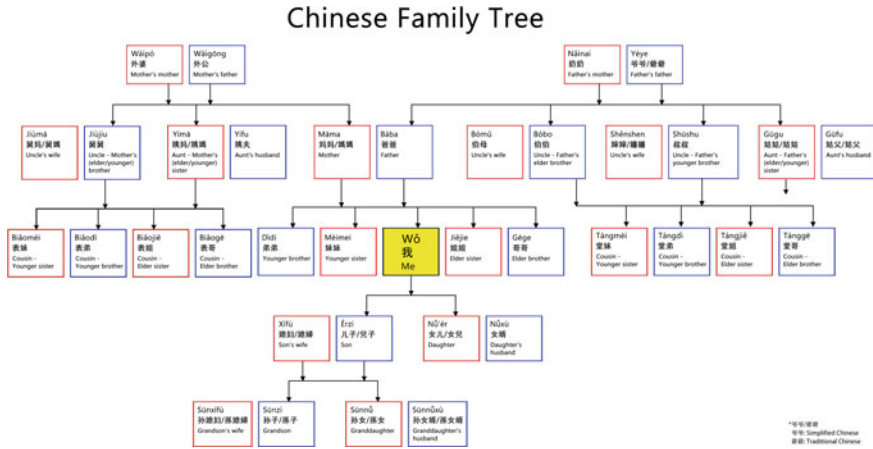 Chinese Family Tree
Wàipó
外婆
Mother's mother
Wàigōng
外公
Mother's father
Nǎinai
奶奶
Father's mother
Yéye
爷爷/爺爺
Father's father
Jiùmā
舅妈/舅媽
Uncle's wife
Jiùjiu
舅舅
Uncle – Mother's
(elder/younger)
brother
Yímā
姨妈/姨媽
Aunt – Mother's
(elder/younger)
sister
Yífu
姨夫
Aunt's husband
Māma
妈妈/媽媽
Mother
Bàba
爸爸
Father
Bómǔ
伯母
Uncle's wife
Bóbo
伯伯
Uncle – Father's
elder brother
Shěnshen
Uncle's wife
Shūshu
叔叔
Uncle – Father's
younger brother
Gūgu
姑姑/姑姑
Aunt – Father's
(elder/younger)
sister
Gūfu
姑父/姑父
Aunt's husband
Biǎomèi
表妹
Cousin -
Younger sister
Biǎodì
表弟
Cousin -
Younger brother
Biǎojiě
表姐
Cousin -
Elder sister
Biǎogē
表哥
Cousin -
Elder brother
Dìdi
弟弟
Younger brother
Mèimei
妹妹
Younger sister
Wǒ
我
Me
Jiějie
姐姐
Elder sister
Gēge
哥哥
Elder brother
Tángmèi
堂妹
Cousin -
Younger sister
Tángdì
堂弟
Cousin -
Younger brother
Tángjiě
堂姐
Cousin -
Elder sister
Tánggē
堂哥
Cousin -
Elder brother
Xífù
媳妇/媳婦
Son's wife
Érzi
儿子/兒子
Son
Nǚ'ér
女儿/女兒
Daughter
Nǚxù
女婿
Daughter's
husband
Sūnxífù
孙媳妇/孫媳婦
Grandson's wife
Sūnzi
孙子/孫子
Grandson
Sūnnǚ
孙女/孫女
Granddaughter
Sūnnǚxù
孙女婿/孫女婿
Granddaughter's
husband
*爷爷/爺爺
爷爷: Simplified Chinese
爺爺: Traditional Chinese